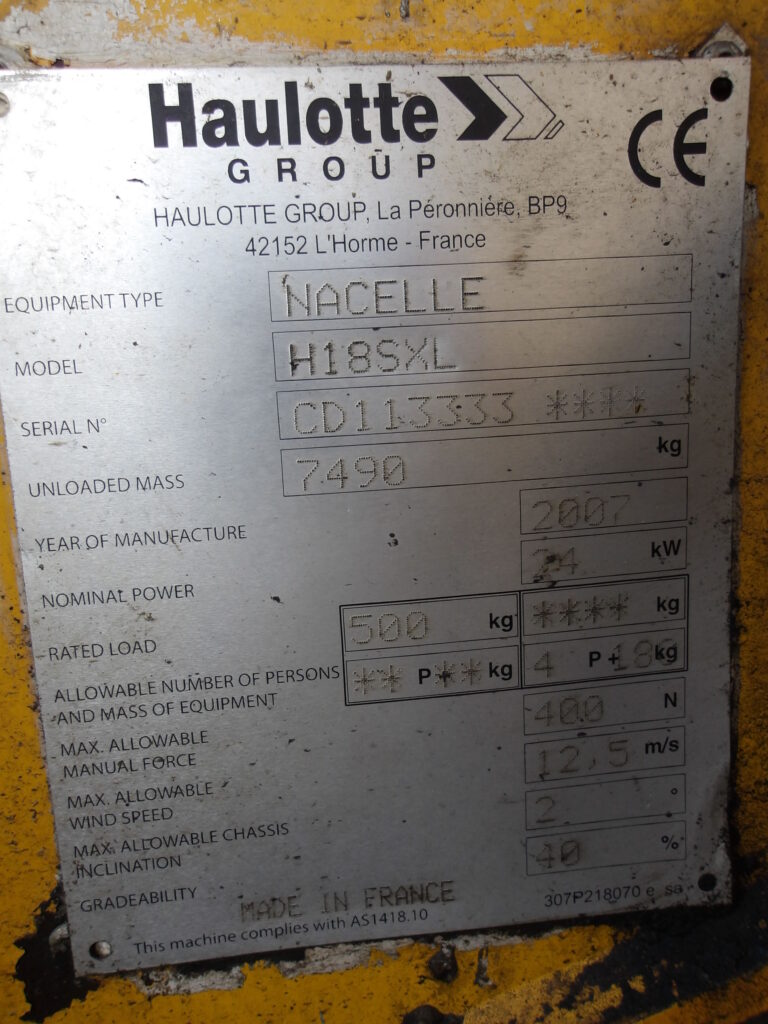 Haulotte
GROUP
CE
HAULOTTE GROUP, La Péronnière, BP9
42152 L'Horme - France
EQUIPMENT TYPE NACELLE
MODEL H18SXL
SERIAL N° CD113333 ****
UNLOADED MASS 7490 kg
YEAR OF MANUFACTURE 2007
NOMINAL POWER 24 kW
RATED LOAD 500 kg **** kg
ALLOWABLE NUMBER OF PERSONS
AND MASS OF EQUIPMENT ** P+ ** kg 4 P+ 180 kg
MAX. ALLOWABLE
MANUAL FORCE 400 N
MAX. ALLOWABLE
WIND SPEED 12,5 m/s
MAX. ALLOWABLE CHASSIS
INCLINATION 2 °
GRADEABILITY 40 %
MADE IN FRANCE
307P218070 e sa
This machine complies with AS1418.10